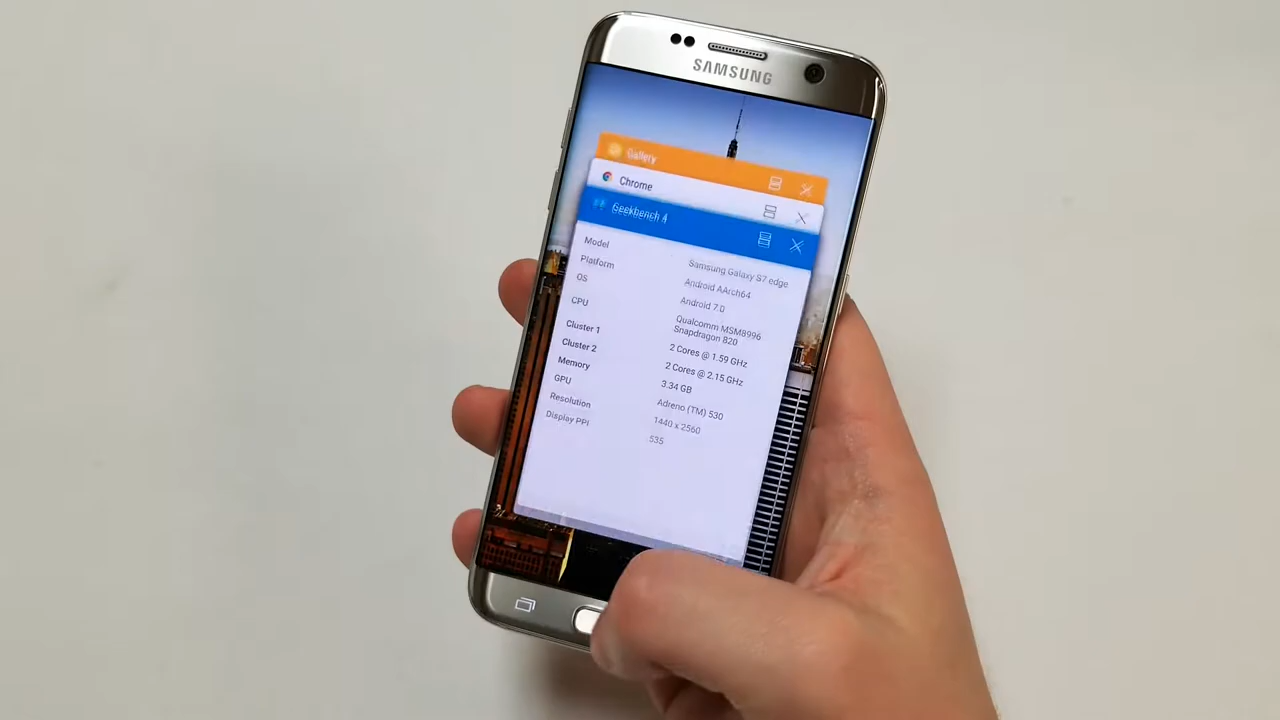 SAMSUNG
Gallery
Chrome
Geekbench 4
Model Samsung Galaxy S7 edge
Platform Android AArch64
OS Android 7.0
CPU Qualcomm MSM8996
Snapdragon 820
Cluster 1 2 Cores @ 1.59 GHz
Cluster 2 2 Cores @ 2.15 GHz
Memory 3.34 GB
GPU Adreno (TM) 530
Resolution 1440 x 2560
Display PPI 535